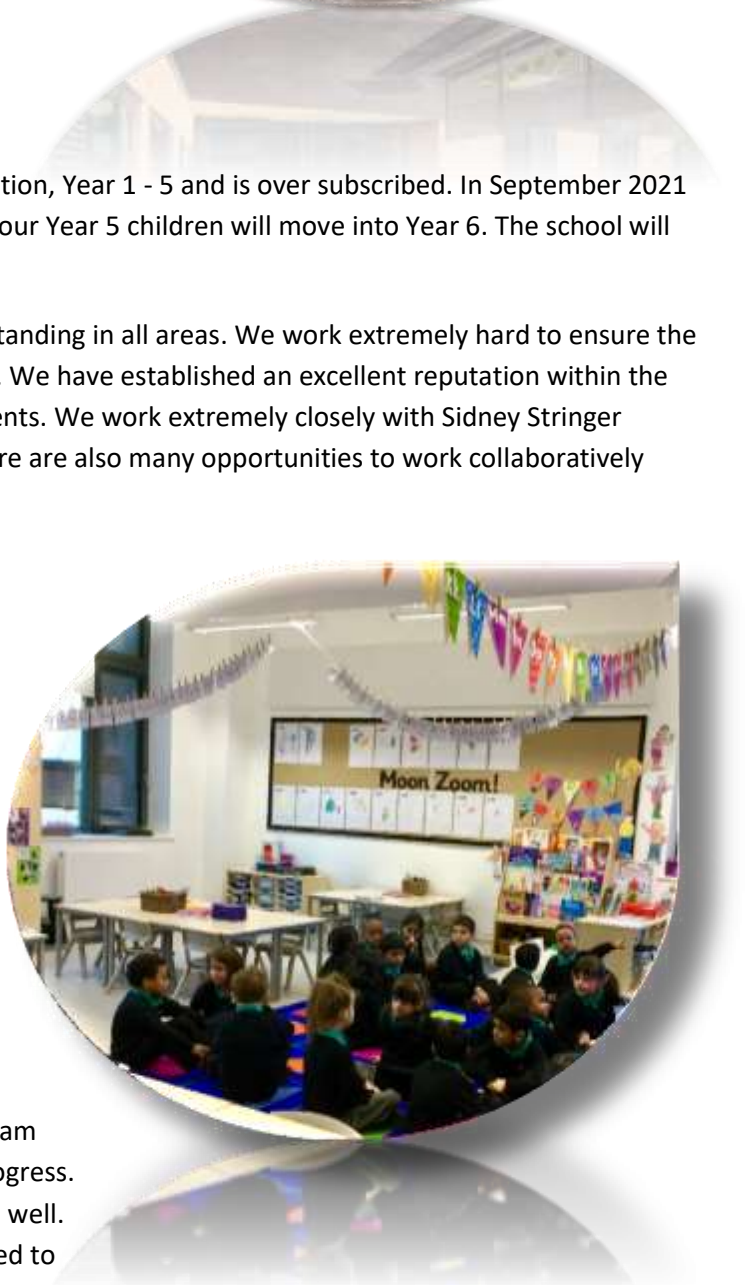 tion, Year 1 - 5 and is over subscribed. In September 2021
our Year 5 children will move into Year 6. The school will
tanding in all areas. We work extremely hard to ensure the
. We have established an excellent reputation within the
ents. We work extremely closely with Sidney Stringer
re are also many opportunities to work collaboratively
Moon Zoom!
am
ogress.
well.
ed to